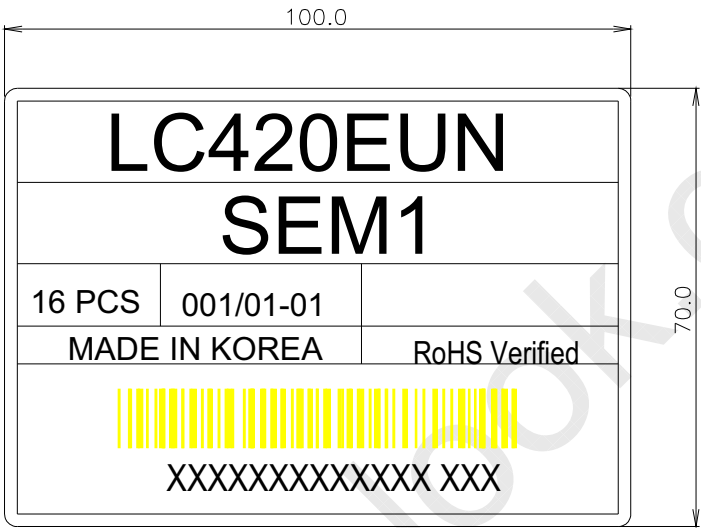 100.0
LC420EUN
SEM1
70.0
16 PCS 001/01-01
MADE IN KOREA RoHS Verified
XXXXXXXXXXXXX XXX